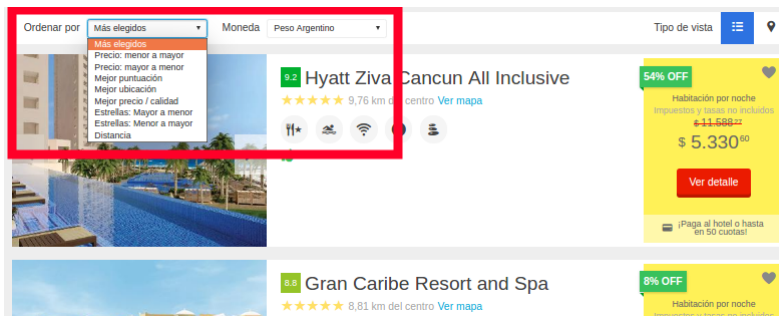 Ordenar por Más elegidos Moneda Peso Argentino Tipo de vista
Más elegidos
Precio: menor a mayor
Precio: mayor a menor
Mejor puntuación
Mejor ubicación
Mejor precio / calidad
Estrellas: Mayor a menor
Estrellas: Menor a mayor
Distancia
9.2 Hyatt Ziva Cancun All Inclusive
9,76 km del centro Ver mapa
54% OFF
Habitación por noche
Impuestos y tasas no incluidos
$ 11.588
$ 5.330 60
Ver detalle
¡Paga al hotel o hasta
en 50 cuotas!
8.8 Gran Caribe Resort and Spa
8,81 km del centro Ver mapa
8% OFF
Habitación por noche
Impuestos y tasas no incluidos